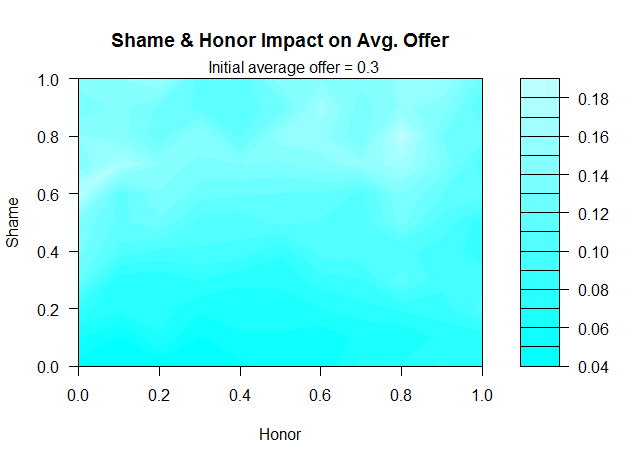 Shame & Honor Impact on Avg. Offer
Initial average offer = 0.3
Shame
1.0
0.8
0.6
0.4
0.2
0.0
0.0 0.2 0.4 0.6 0.8 1.0
Honor
0.18
0.16
0.14
0.12
0.10
0.08
0.06
0.04